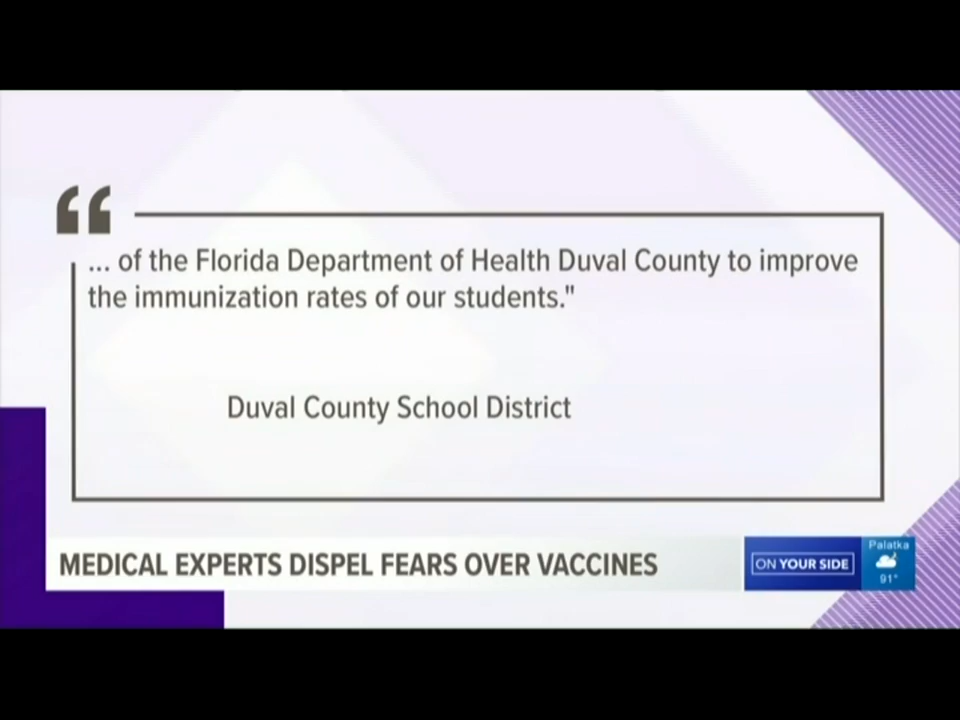 “
... of the Florida Department of Health Duval County to improve
the immunization rates of our students."
Duval County School District
MEDICAL EXPERTS DISPEL FEARS OVER VACCINES
ON YOUR SIDE
Palatka
91°